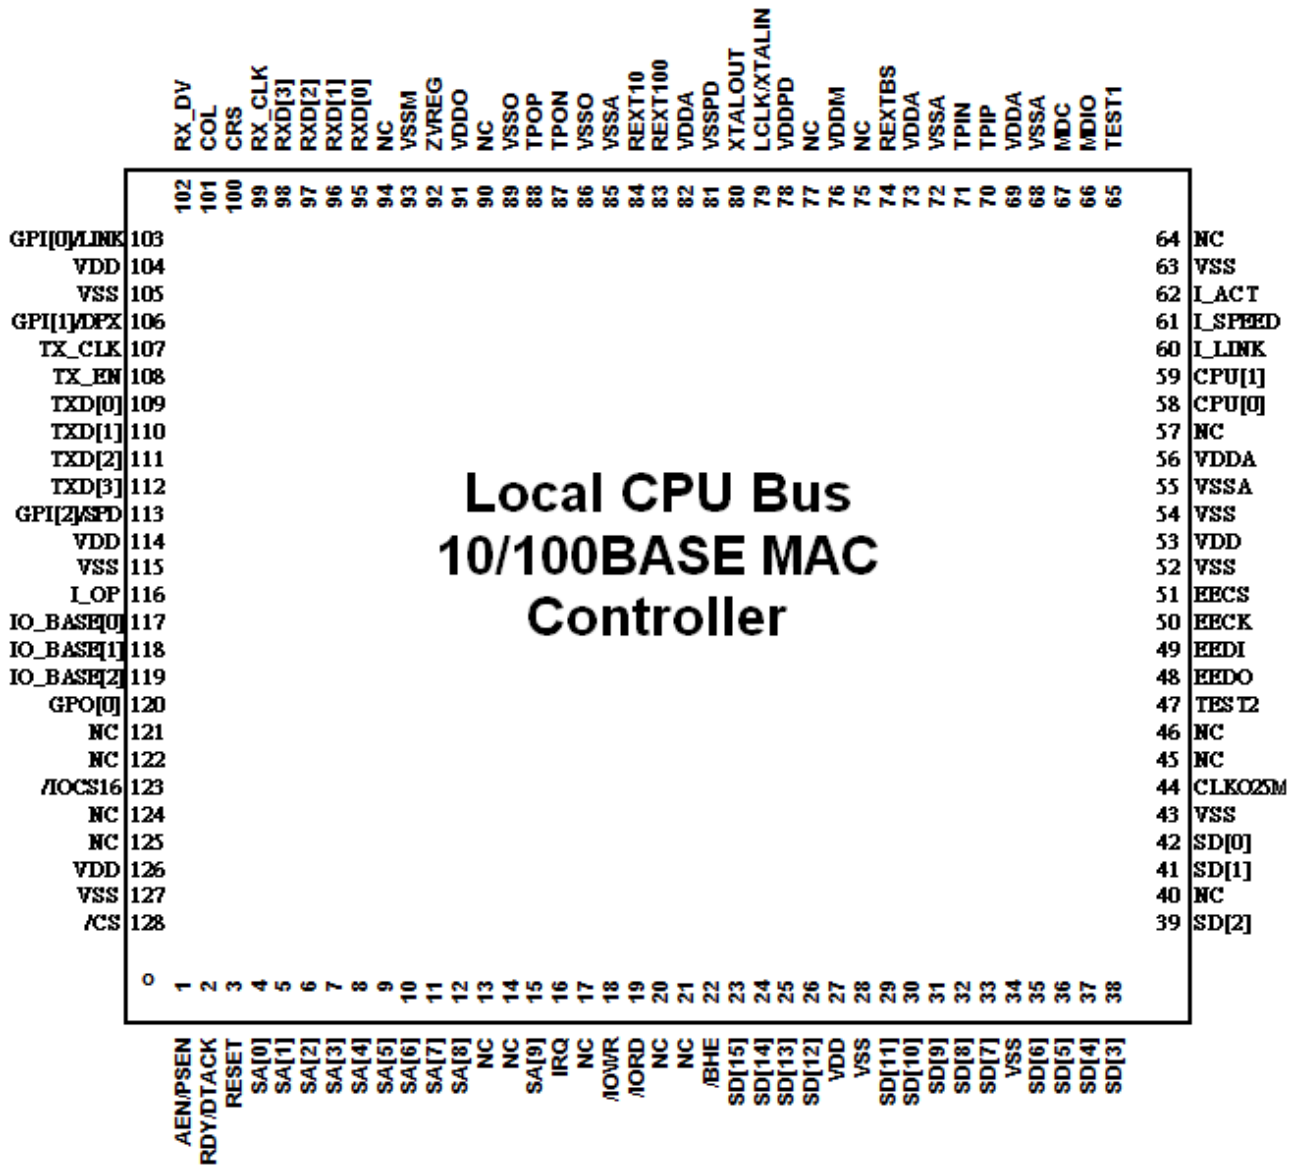 RX_DV
COL
CRS
RX_CLK
RXD[3]
RXD[2]
RXD[1]
RXD[0]
NC
VSSM
ZVREG
VDDO
NC
VSSO
TPOP
TPON
VSSO
VSSA
REXT10
REXT100
VDDA
VSSPD
XTALOUT
LCLK/XTALIN
VDDPD
NC
VDDM
NC
REXTBS
VDDA
VSSA
TPIN
TPIP
VDDA
VSSA
MDC
MDIO
TEST1
102 101 100 99 98 97 96 95 94 93 92 91 90 89 88 87 86 85 84 83 82 81 80 79 78 77 76 75 74 73 72 71 70 69 68 67 66 65
GPI[0]/LINK 103
VDD 104
VSS 105
GPI[1]/DPX 106
TX_CLK 107
TX_EN 108
TXD[0] 109
TXD[1] 110
TXD[2] 111
TXD[3] 112
GPI[2]/SPD 113
VDD 114
VSS 115
I_OP 116
IO_BASE[0] 117
IO_BASE[1] 118
IO_BASE[2] 119
GPO[0] 120
NC 121
NC 122
/IOCS16 123
NC 124
NC 125
VDD 126
VSS 127
/CS 128
Local CPU Bus
10/100BASE MAC
Controller
64 NC
63 VSS
62 I_ACT
61 I_SPEED
60 I_LINK
59 CPU[1]
58 CPU[0]
57 NC
56 VDDA
55 VSSA
54 VSS
53 VDD
52 VSS
51 EECS
50 EECK
49 EEDI
48 EEDO
47 TEST2
46 NC
45 NC
44 CLKO25M
43 VSS
42 SD[0]
41 SD[1]
40 NC
39 SD[2]
O 1 2 3 4 5 6 7 8 9 10 11 12 13 14 15 16 17 18 19 20 21 22 23 24 25 26 27 28 29 30 31 32 33 34 35 36 37 38
AEN/PSEN
RDY/DTACK
RESET
SA[0]
SA[1]
SA[2]
SA[3]
SA[4]
SA[5]
SA[6]
SA[7]
SA[8]
NC
NC
SA[9]
IRQ
NC
/IOWR
/IORD
NC
NC
/BHE
SD[15]
SD[14]
SD[13]
SD[12]
VDD
VSS
SD[11]
SD[10]
SD[9]
SD[8]
SD[7]
VSS
SD[6]
SD[5]
SD[4]
SD[3]